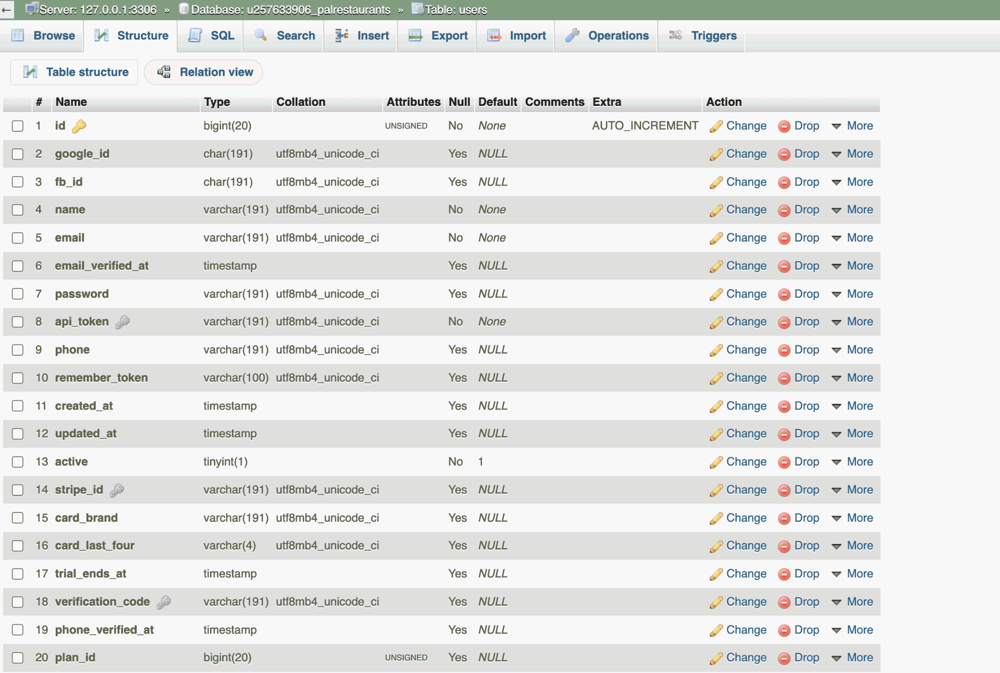 Server: 127.0.0.1:3306 » Database: u257633906_palrestaurants » Table: users
Browse Structure SQL Search Insert Export Import Operations Triggers
Table structure Relation view
# Name Type Collation Attributes Null Default Comments Extra Action
1 id bigint(20) UNSIGNED No None AUTO_INCREMENT Change Drop More
2 google_id char(191) utf8mb4_unicode_ci Yes NULL Change Drop More
3 fb_id char(191) utf8mb4_unicode_ci Yes NULL Change Drop More
4 name varchar(191) utf8mb4_unicode_ci No None Change Drop More
5 email varchar(191) utf8mb4_unicode_ci No None Change Drop More
6 email_verified_at timestamp Yes NULL Change Drop More
7 password varchar(191) utf8mb4_unicode_ci Yes NULL Change Drop More
8 api_token varchar(191) utf8mb4_unicode_ci No None Change Drop More
9 phone varchar(191) utf8mb4_unicode_ci Yes NULL Change Drop More
10 remember_token varchar(100) utf8mb4_unicode_ci Yes NULL Change Drop More
11 created_at timestamp Yes NULL Change Drop More
12 updated_at timestamp Yes NULL Change Drop More
13 active tinyint(1) No 1 Change Drop More
14 stripe_id varchar(191) utf8mb4_unicode_ci Yes NULL Change Drop More
15 card_brand varchar(191) utf8mb4_unicode_ci Yes NULL Change Drop More
16 card_last_four varchar(4) utf8mb4_unicode_ci Yes NULL Change Drop More
17 trial_ends_at timestamp Yes NULL Change Drop More
18 verification_code varchar(191) utf8mb4_unicode_ci Yes NULL Change Drop More
19 phone_verified_at timestamp Yes NULL Change Drop More
20 plan_id bigint(20) UNSIGNED Yes NULL Change Drop More